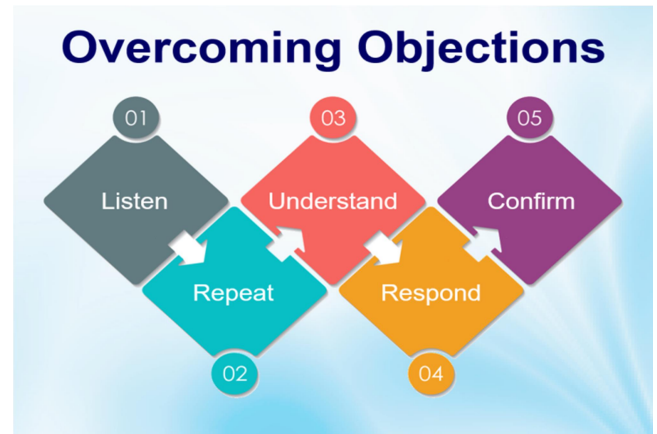 Overcoming Objections
01
Listen
02
Repeat
03
Understand
04
Respond
05
Confirm